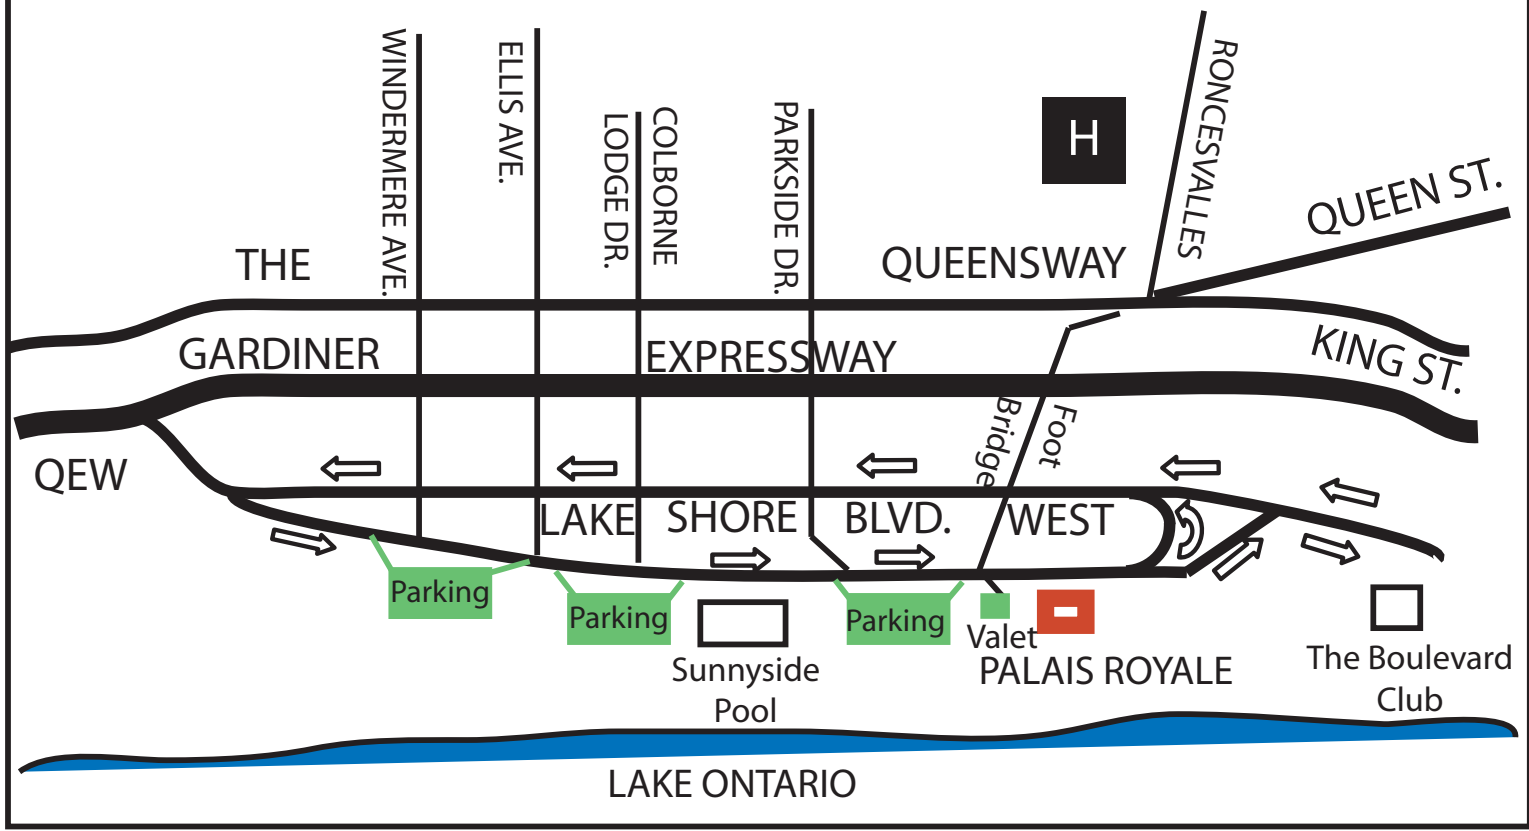 WINDERMERE AVE.
ELLIS AVE.
COLBORNE
LODGE DR.
PARKSIDE DR.
H
RONCESVALLES
QUEEN ST.
THE
QUEENSWAY
GARDINER
EXPRESSWAY
KING ST.
Foot
Bridge
QEW
LAKE
SHORE
BLVD.
WEST
Parking
Parking
Parking
Valet
Sunnyside
Pool
PALAIS ROYALE
The Boulevard
Club
LAKE ONTARIO